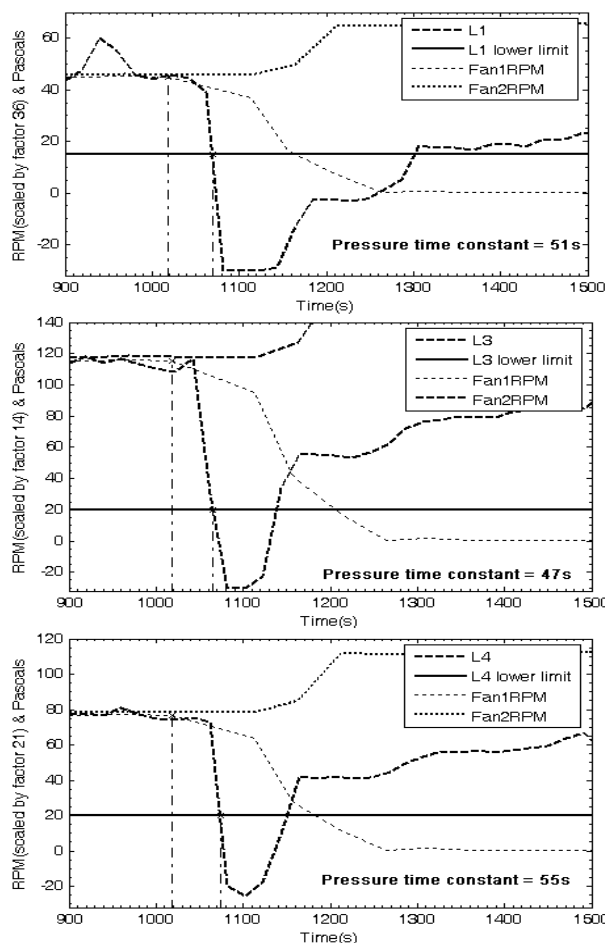 RPM(scaled by factor 36) & Pascals
60
40
20
0
-20
L1
L1 lower limit
Fan1RPM
Fan2RPM
Pressure time constant = 51s
900 1000 1100 1200 1300 1400 1500
Time(s)
RPM(scaled by factor 14) & Pascals
140
120
100
80
60
40
20
0
-20
L3
L3 lower limit
Fan1RPM
Fan2RPM
Pressure time constant = 47s
900 1000 1100 1200 1300 1400 1500
Time(s)
RPM(scaled by factor 21) & Pascals
120
100
80
60
40
20
0
-20
L4
L4 lower limit
Fan1RPM
Fan2RPM
Pressure time constant = 55s
900 1000 1100 1200 1300 1400 1500
Time(s)